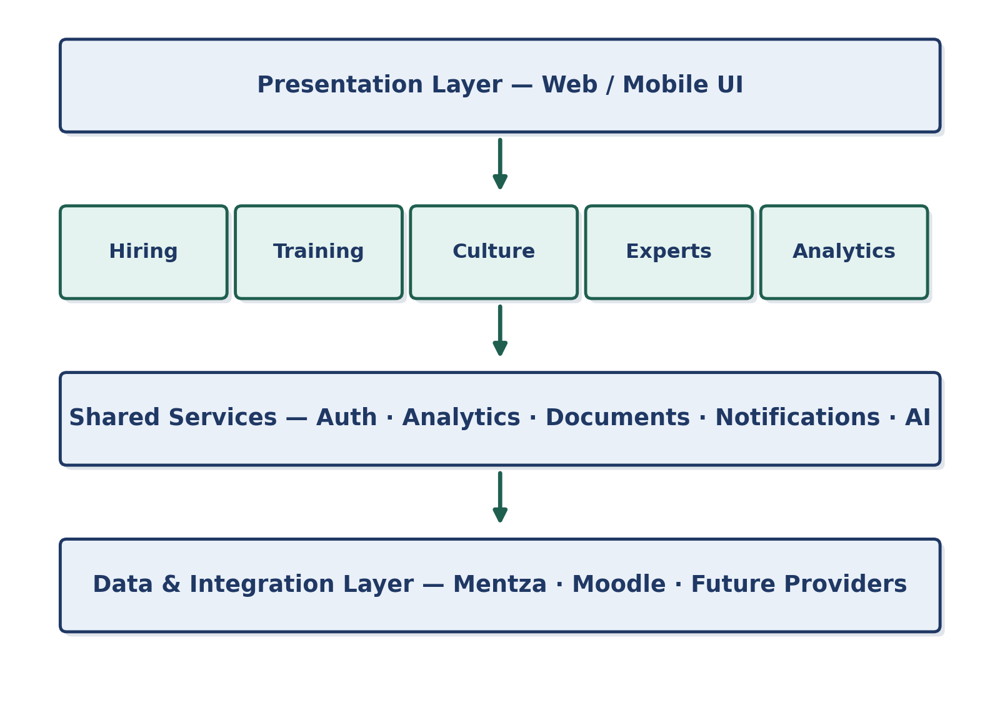 Presentation Layer — Web / Mobile UI
Hiring
Training
Culture
Experts
Analytics
Shared Services — Auth · Analytics · Documents · Notifications · AI
Data & Integration Layer — Mentza · Moodle · Future Providers